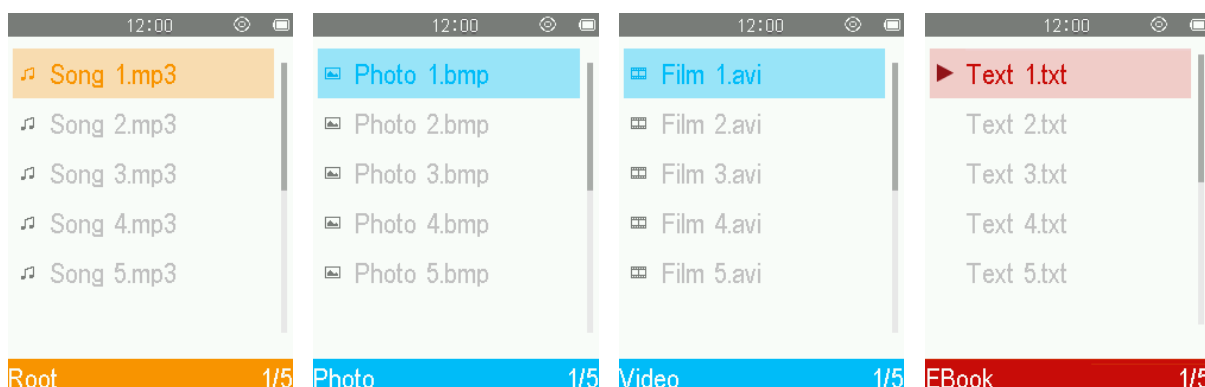 12:00
Song 1.mp3
Song 2.mp3
Song 3.mp3
Song 4.mp3
Song 5.mp3
Root 1/5
12:00
Photo 1.bmp
Photo 2.bmp
Photo 3.bmp
Photo 4.bmp
Photo 5.bmp
Photo 1/5
12:00
Film 1.avi
Film 2.avi
Film 3.avi
Film 4.avi
Film 5.avi
Video 1/5
12:00
Text 1.txt
Text 2.txt
Text 3.txt
Text 4.txt
Text 5.txt
EBook 1/5